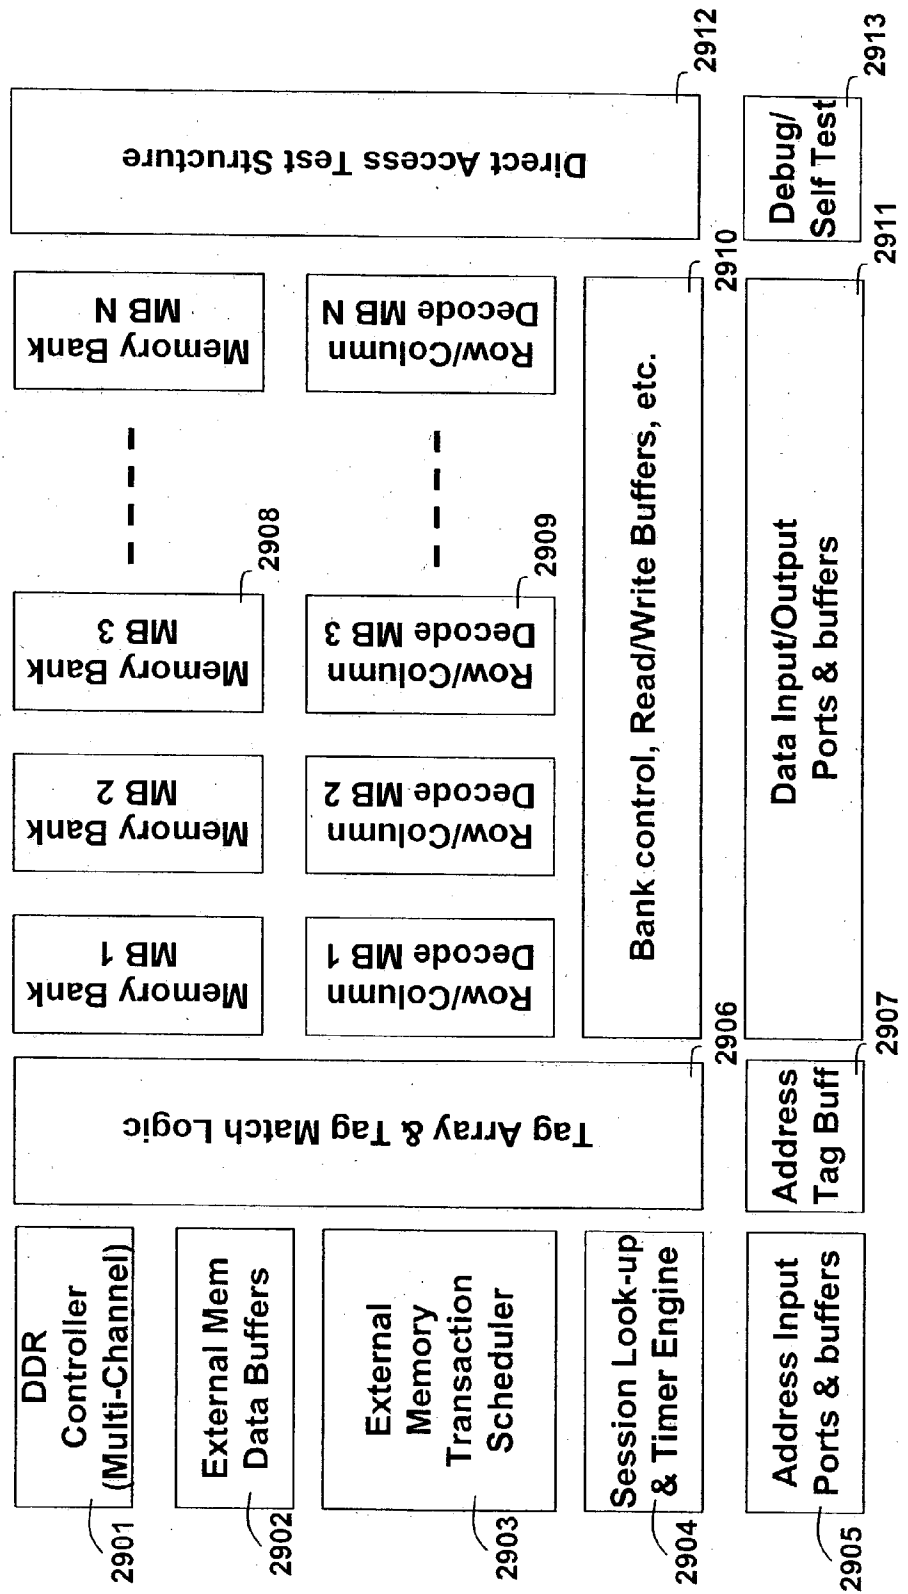 DDR
Controller
(Multi-Channel)
2901
External Mem
Data Buffers
2902
External
Memory
Transaction
Scheduler
2903
Session Look-up
& Timer Engine
2904
Address Input
Ports & buffers
2905
Tag Array & Tag Match Logic
2906
Address
Tag Buff
2907
Memory Bank
MB 1
Memory Bank
MB 2
Memory Bank
MB 3
2908
Memory Bank
MB N
Row/Column
Decode MB 1
Row/Column
Decode MB 2
Row/Column
Decode MB 3
2909
Row/Column
Decode MB N
Bank control, Read/Write Buffers, etc.
2910
Data Input/Output
Ports & buffers
2911
Direct Access Test Structure
2912
Debug/
Self Test
2913